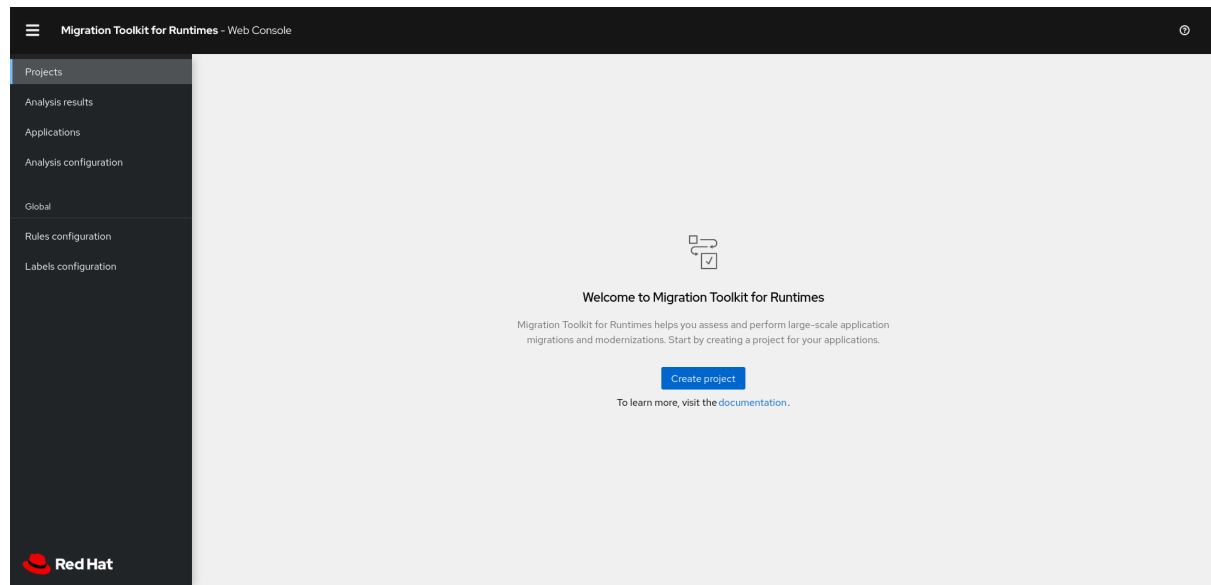 Migration Toolkit for Runtimes - Web Console
Projects
Analysis results
Applications
Analysis configuration
Global
Rules configuration
Labels configuration
Red Hat
Welcome to Migration Toolkit for Runtimes
Migration Toolkit for Runtimes helps you assess and perform large-scale application
migrations and modernizations. Start by creating a project for your applications.
Create project
To learn more, visit the documentation.